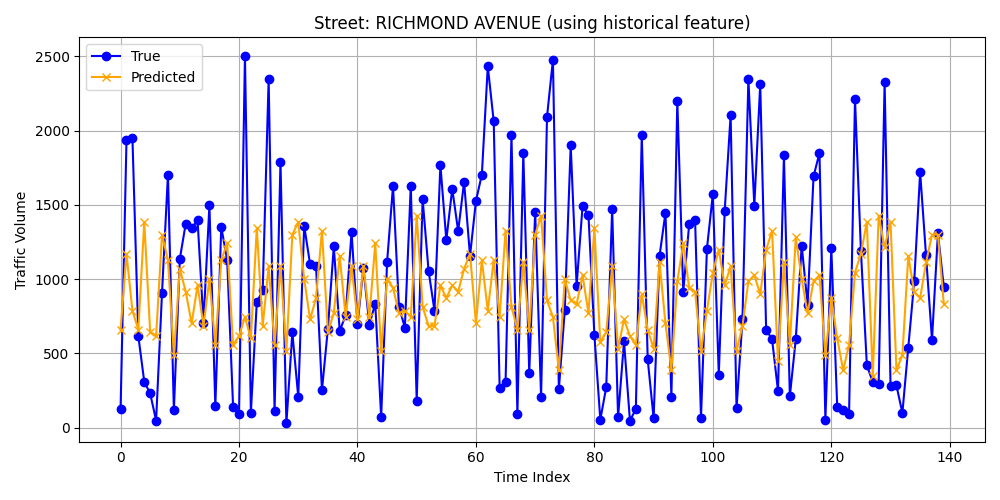 Street: RICHMOND AVENUE (using historical feature)
True
Predicted
Traffic Volume
2500
2000
1500
1000
500
0
0 20 40 60 80 100 120 140
Time Index